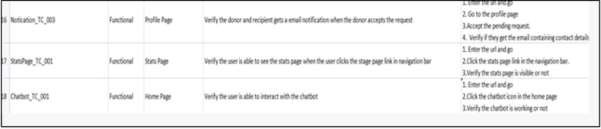 1. Enter the url and go
16 Notication_TC_003 Functional Profile Page Verify the donor and recipient gets a email notification when the donor accepts the request
2. Go to the profile page
3.Accept the pending request.
4. Verify if they get the email containing contact details
1. Enter the url and go
17 StatsPage_TC_001 Functional Stats Page Verify the user is able to see the stats page when the user clicks the stage page link in navigation bar
2.Click the stats page link in the navigation bar.
3.Verify the stats page is visible or not
1. Enter the url and go
18 Chatbot_TC_001 Functional Home Page Verify the user is able to interact with the chatbot
2.Click the chatbot icon in the home page
3.Verify the chatbot is working or not